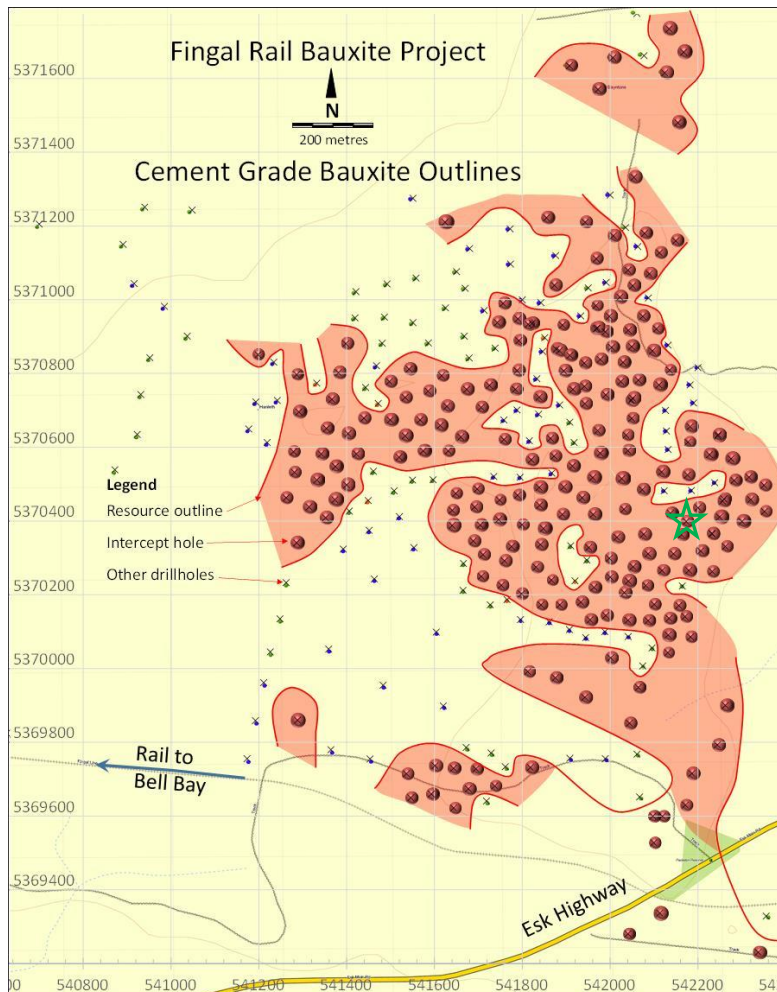 Fingal Rail Bauxite Project
5371600
N
200 metres
5371400
Cement Grade Bauxite Outlines
5371200
5371000
5370800
5370600
Legend
Resource outline
5370400
Intercept hole
Other drillholes
5370200
5370000
5369800
Rail to
Bell Bay
5369600
5369400
Esk Highway
00 540800 541000 541200 541400 541600 541800 542000 542200 54